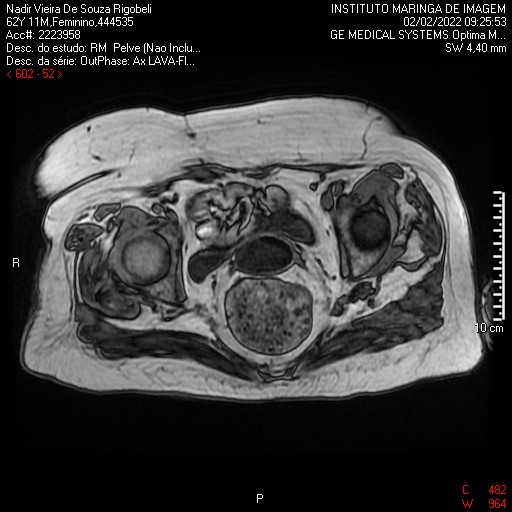 Nadir Vieira De Souza Rigobeli
62Y 11M,Feminino,444535
Acc#: 2223958
Desc. do estudo: RM Pelve (Nao Inclu...
Desc. da série: OutPhase: Ax LAVA-Fl...
< 602 - 52 >
INSTITUTO MARINGA DE IMAGEM
02/02/2022 09:25:53
GE MEDICAL SYSTEMS Optima M...
SW 4,40 mm
R
10 cm
P
C 482
W 964